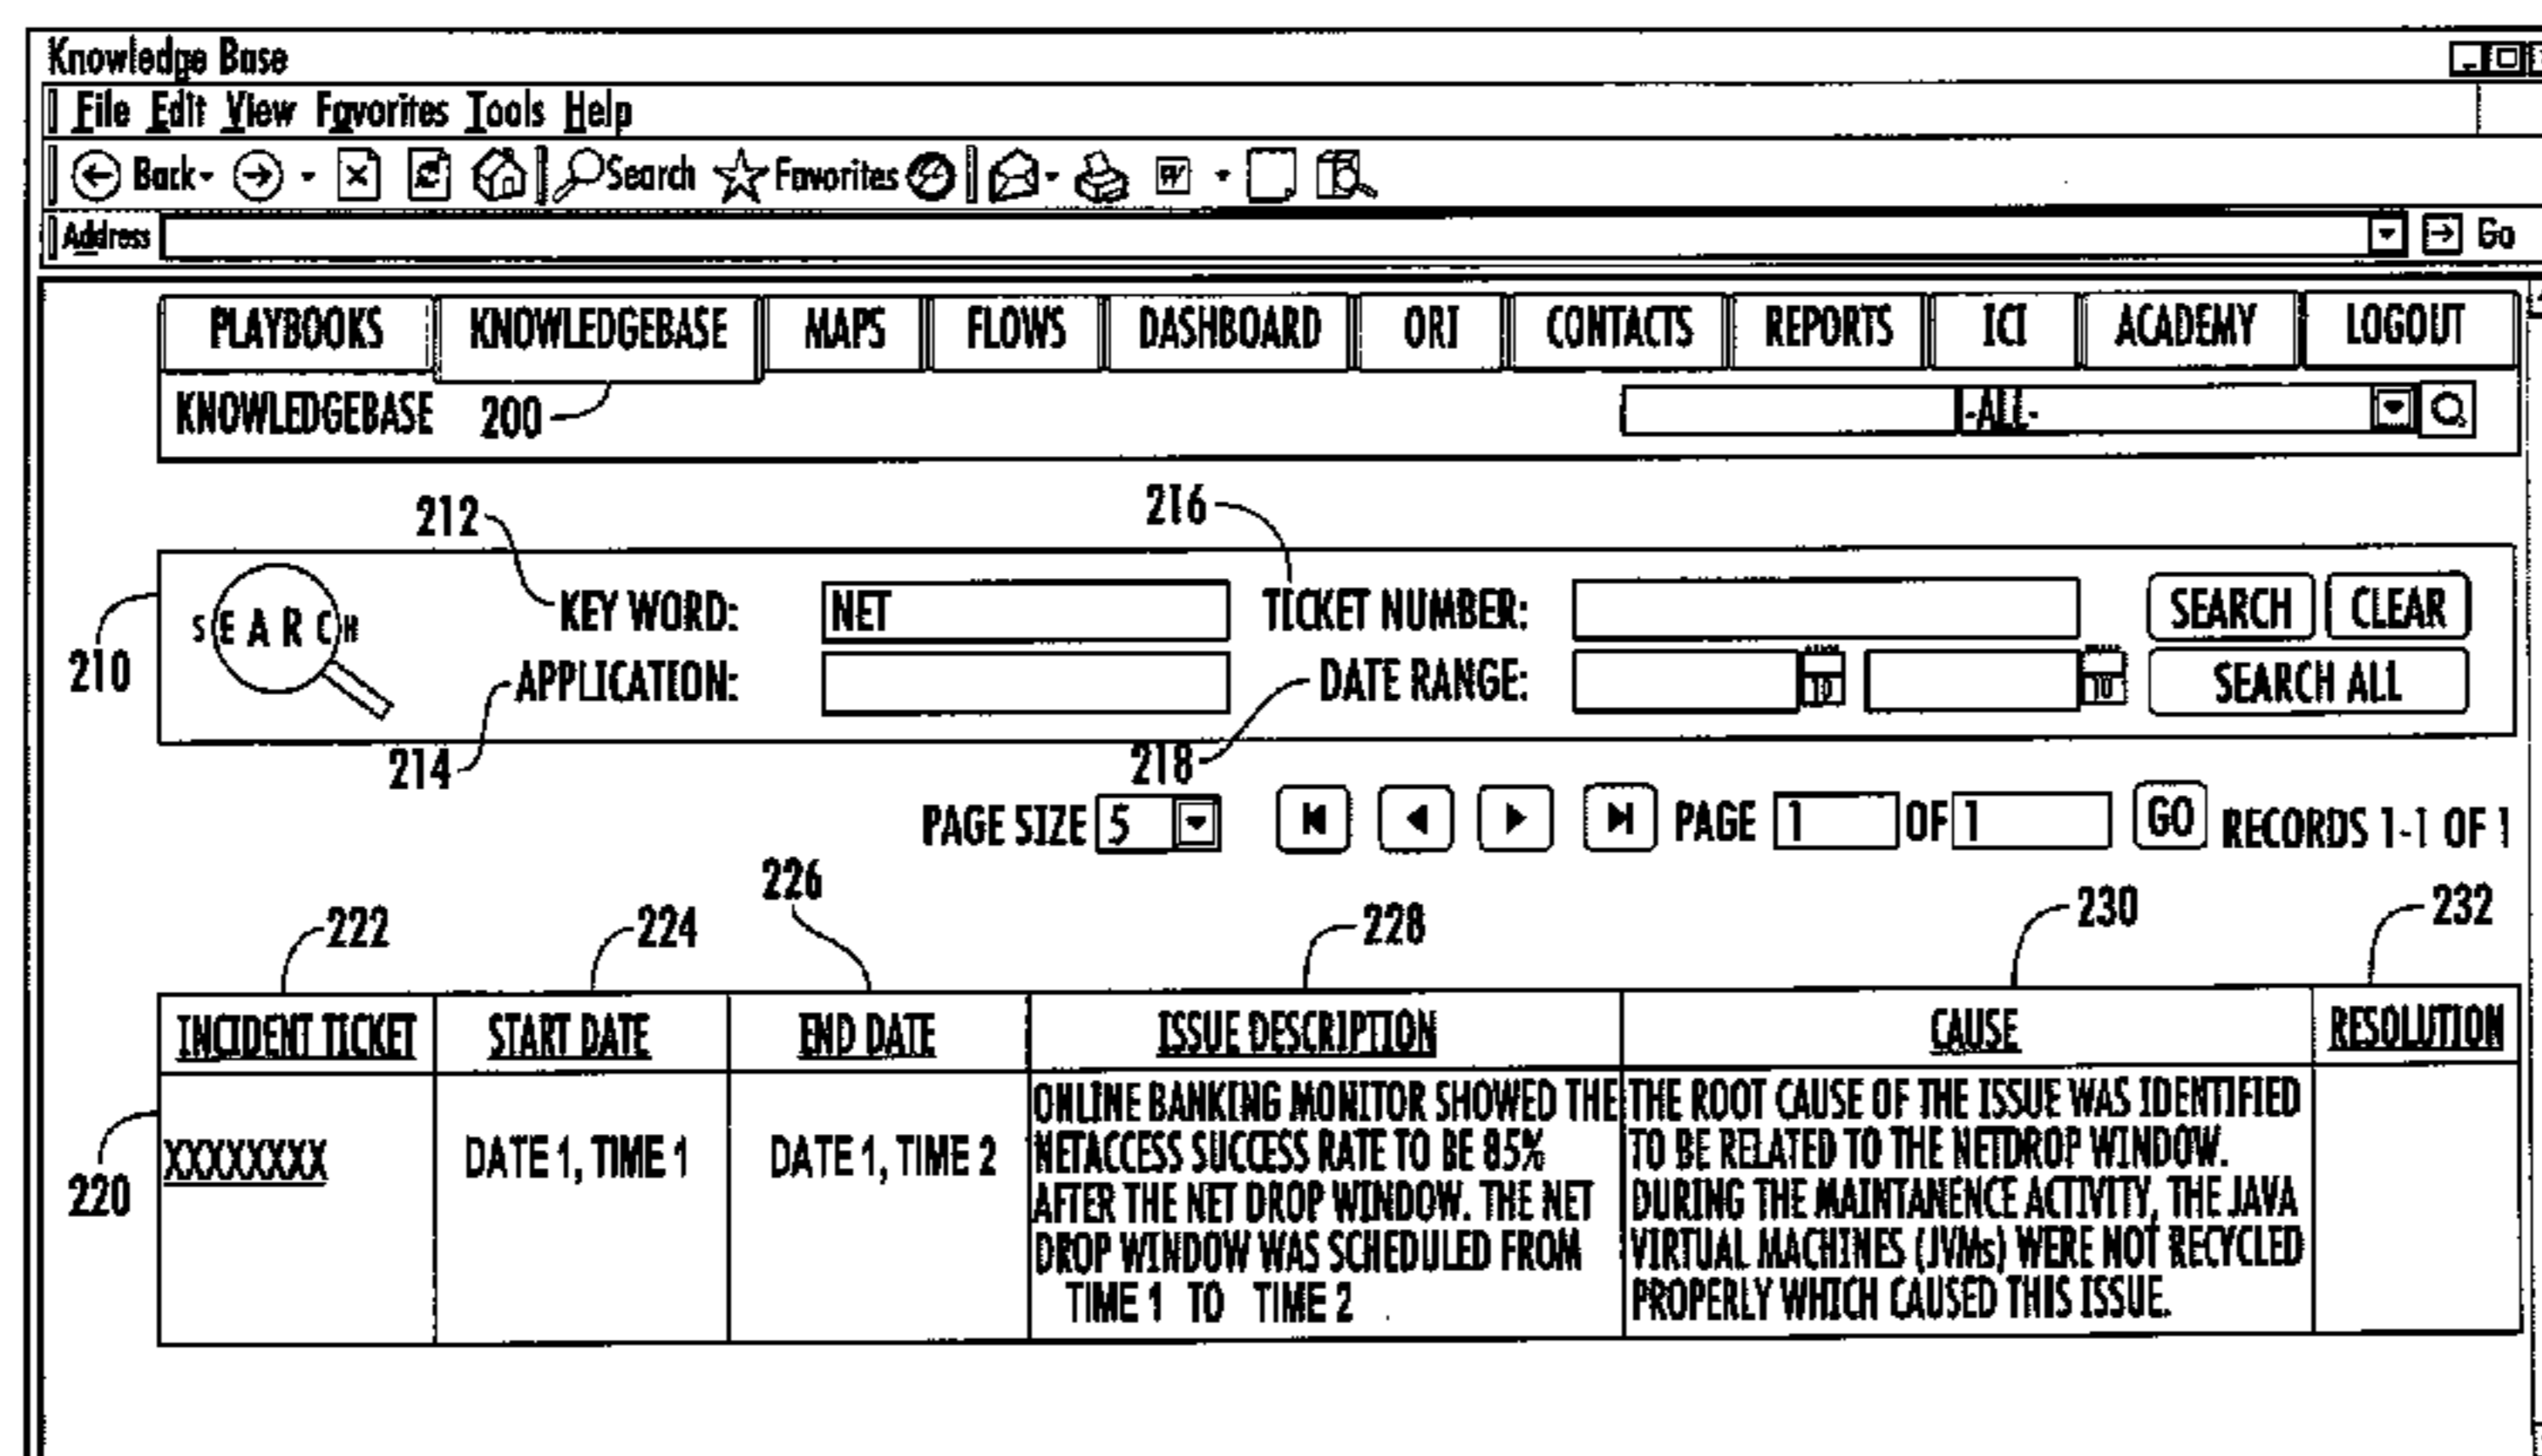 Knowledge Base
File Edit View Favorites Tools Help
Back Search Favorites W
Address Go
PLAYBOOKS KNOWLEDGEBASE MAPS FLOWS DASHBOARD ORI CONTACTS REPORTS ICI ACADEMY LOGOUT
KNOWLEDGEBASE 200 -ALL-
212 216
SEARCH KEY WORD: NET TICKET NUMBER: SEARCH CLEAR
210 APPLICATION: DATE RANGE: 10 10 SEARCH ALL
214 218
PAGE SIZE 5 PAGE 1 OF 1 GO RECORDS 1-1 OF 1
222 224 226 228 230 232
INCIDENT TICKET START DATE END DATE ISSUE DESCRIPTION CAUSE RESOLUTION
220
XXXXXXXX
DATE 1, TIME 1
DATE 1, TIME 2
ONLINE BANKING MONITOR SHOWED THE
NETACCESS SUCCESS RATE TO BE 85%
AFTER THE NET DROP WINDOW. THE NET
DROP WINDOW WAS SCHEDULED FROM
TIME 1 TO TIME 2
THE ROOT CAUSE OF THE ISSUE WAS IDENTIFIED
TO BE RELATED TO THE NETDROP WINDOW.
DURING THE MAINTANENCE ACTIVITY, THE JAVA
VIRTUAL MACHINES (JVMs) WERE NOT RECYCLED
PROPERLY WHICH CAUSED THIS ISSUE.